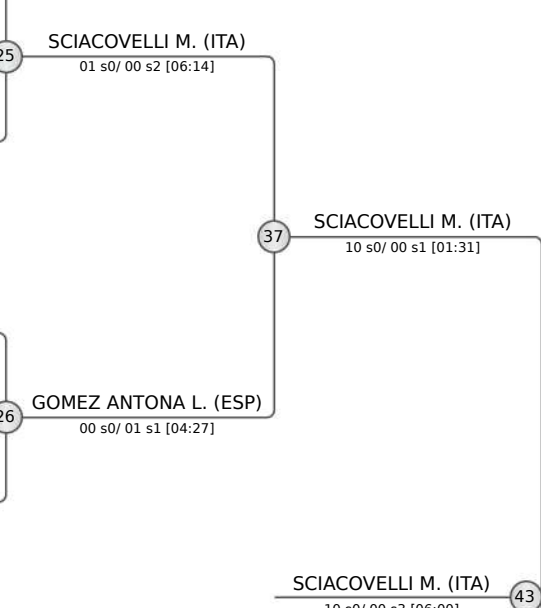 SCIACOVELLI M. (ITA)
25
01 s0/ 00 s2 [06:14]
SCIACOVELLI M. (ITA)
37
10 s0/ 00 s1 [01:31]
GOMEZ ANTONA L. (ESP)
26
00 s0/ 01 s1 [04:27]
SCIACOVELLI M. (ITA)
43